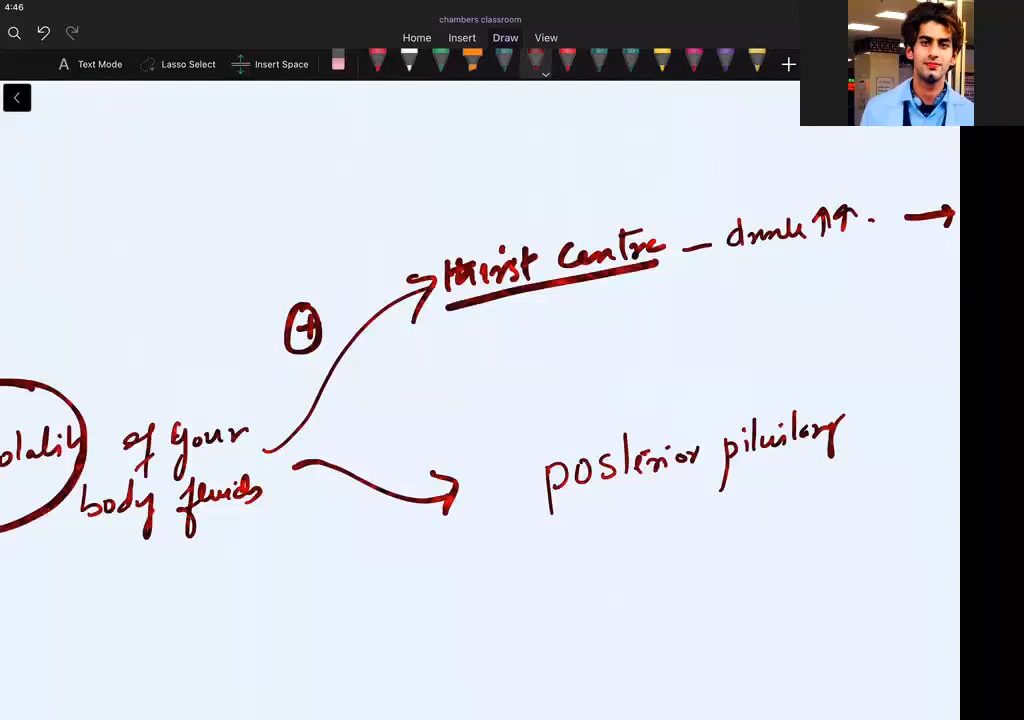 4:46
chambers classroom
Home Insert Draw View
Text Mode Lasso Select Insert Space
thirst Centre – drink ↑↑. →
+
olality of your
body fluids
posterior pituitary